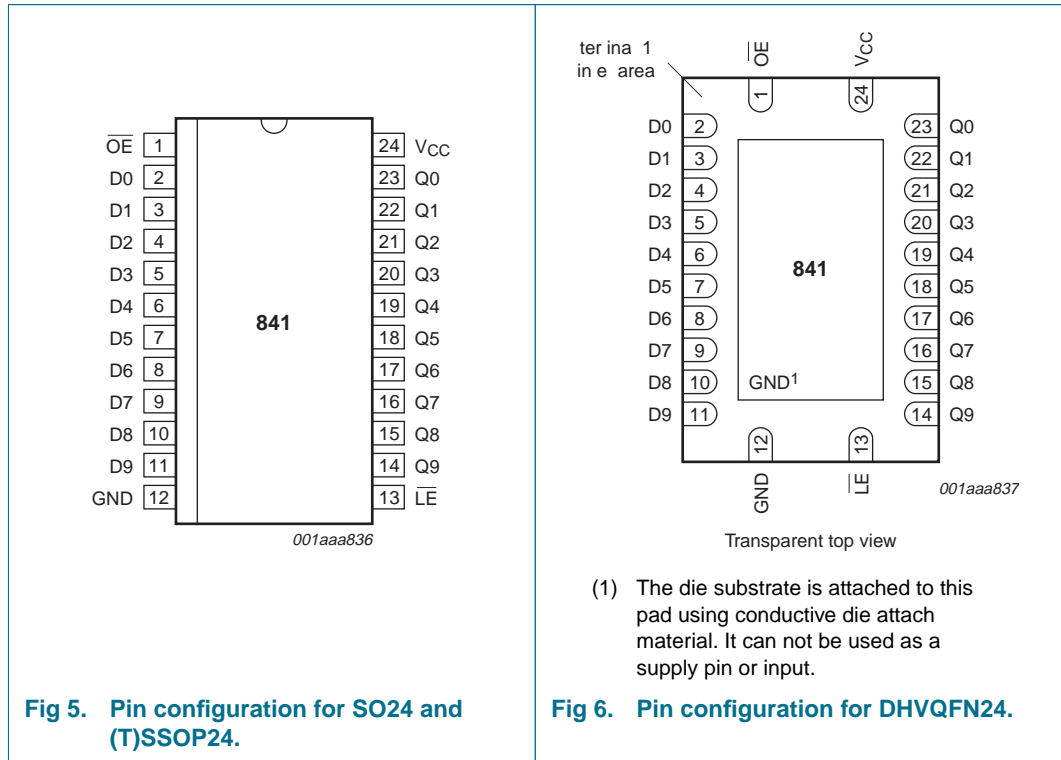 OE 1
D0 2
D1 3
D2 4
D3 5
D4 6
D5 7
D6 8
D7 9
D8 10
D9 11
GND 12
841
24 VCC
23 Q0
22 Q1
21 Q2
20 Q3
19 Q4
18 Q5
17 Q6
16 Q7
15 Q8
14 Q9
13 LE
001aaa836
Fig 5. Pin configuration for SO24 and
(T)SSOP24.
ter ina 1
in e area
OE
1
VCC
24
D0 2
D1 3
D2 4
D3 5
D4 6
D5 7
D6 8
D7 9
D8 10
D9 11
841
GND1
23 Q0
22 Q1
21 Q2
20 Q3
19 Q4
18 Q5
17 Q6
16 Q7
15 Q8
14 Q9
12
GND
13
LE
001aaa837
Transparent top view
(1) The die substrate is attached to this
pad using conductive die attach
material. It can not be used as a
supply pin or input.
Fig 6. Pin configuration for DHVQFN24.